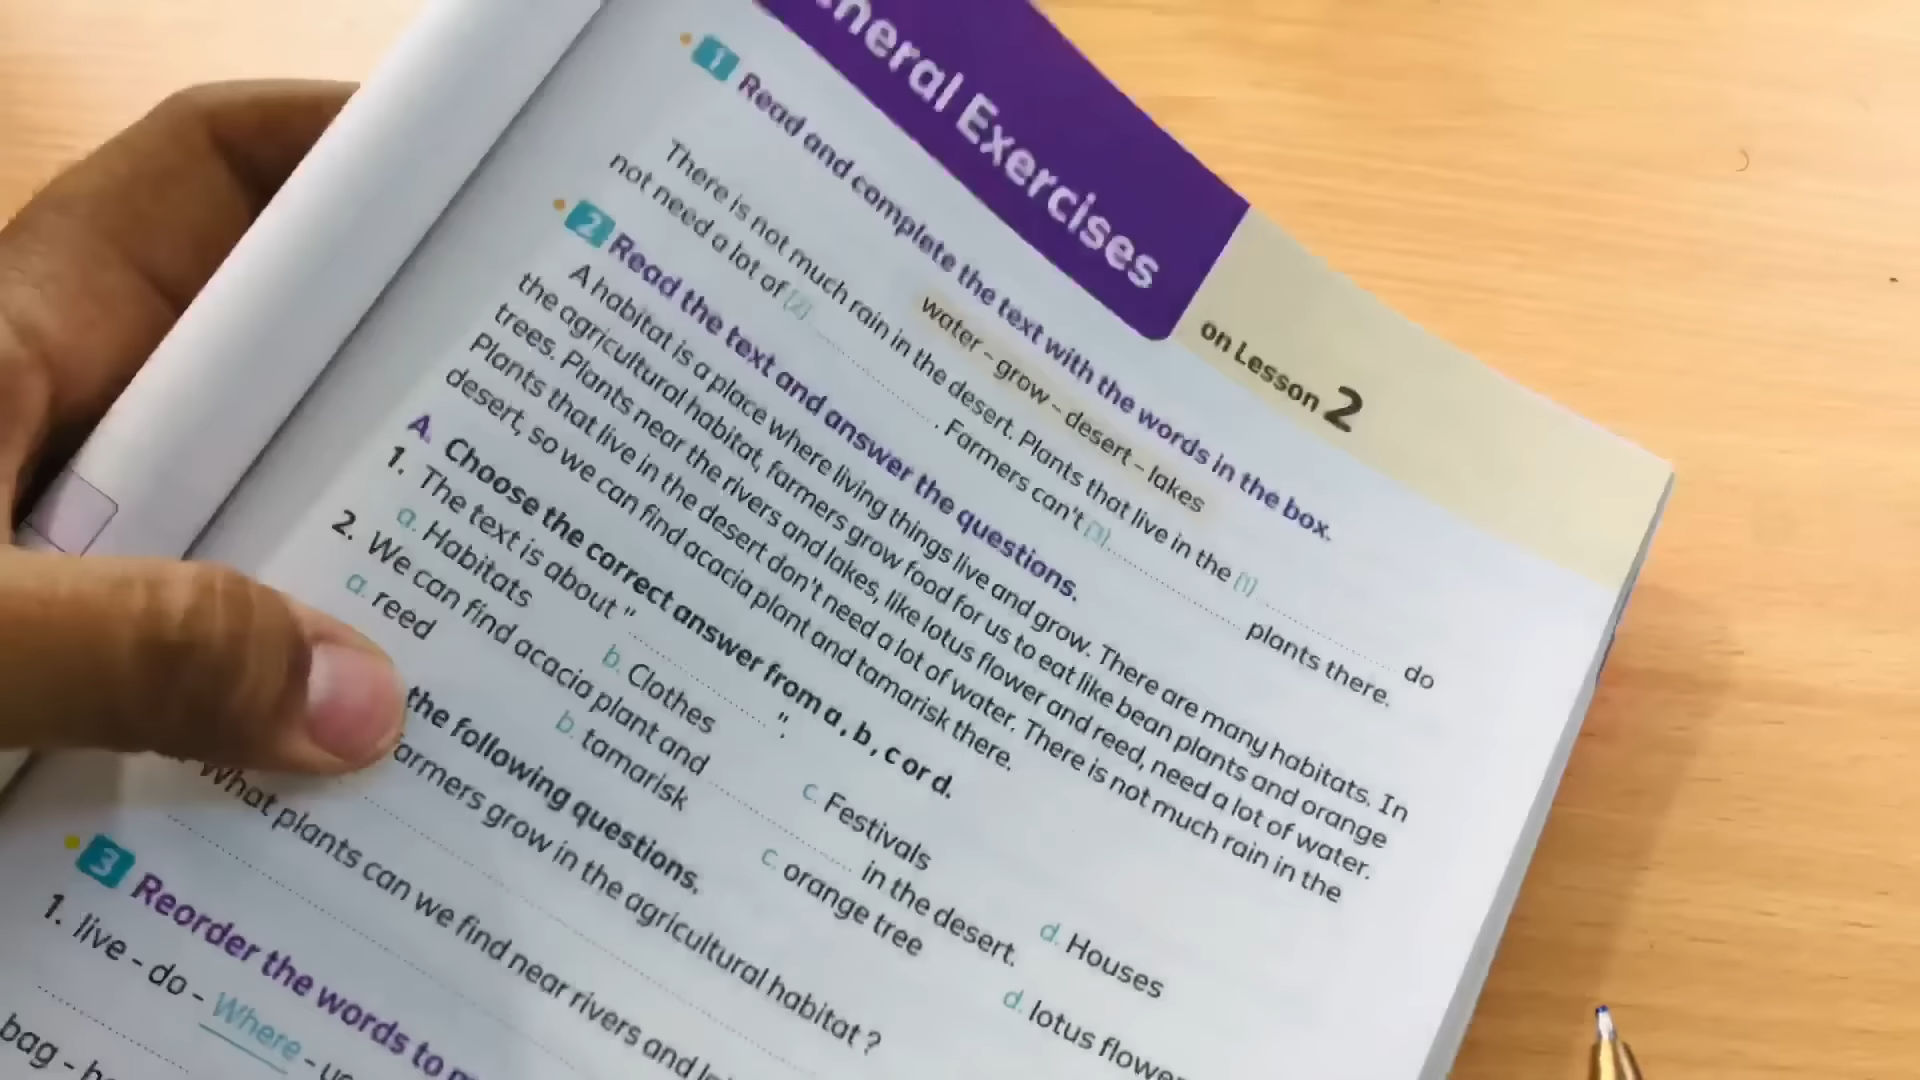 neral Exercises
on Lesson 2
1 Read and complete the text with the words in the box.
water - grow - desert - lakes
There is not much rain in the desert. Plants that live in the [1] .......... do
not need a lot of [2] .......... . Farmers can't [3] .......... plants there.
2 Read the text and answer the questions.
A habitat is a place where living things live and grow. There are many habitats. In
the agricultural habitat, farmers grow food for us to eat like bean plants and orange
trees. Plants near the rivers and lakes, like lotus flower and reed, need a lot of water.
Plants that live in the desert don't need a lot of water. There is not much rain in the
desert, so we can find acacia plant and tamarisk there.
A. Choose the correct answer from a, b, c or d.
1. The text is about " .......... ".
a. Habitats b. Clothes c. Festivals d. Houses
2. We can find acacia plant and .......... in the desert.
a. reed b. tamarisk c. orange tree d. lotus flower
the following questions.
farmers grow in the agricultural habitat ?
What plants can we find near rivers and
3 Reorder the words to
1. live - do - Where -
bag -